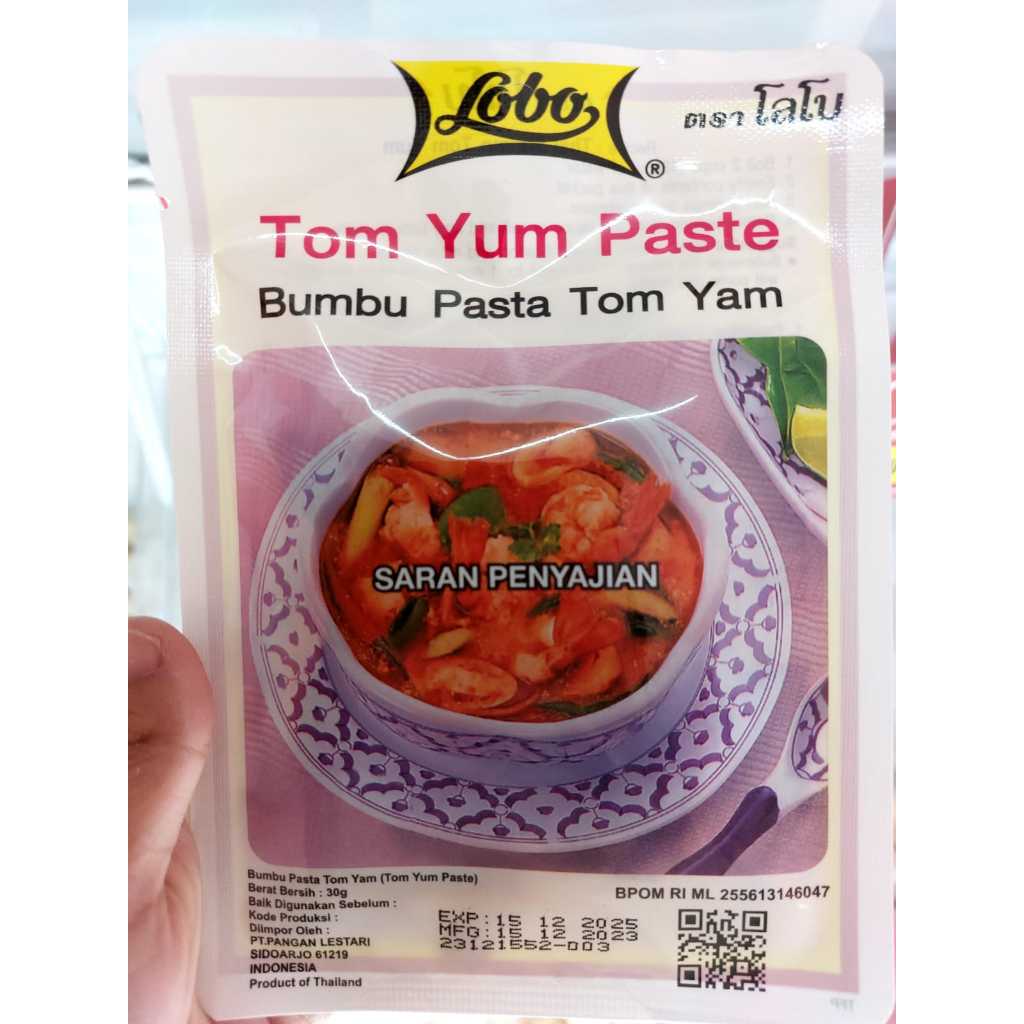 Lobo
®
ตรา โลโบ
Tom Yum Paste
Bumbu Pasta Tom Yam
SARAN PENYAJIAN
Bumbu Pasta Tom Yam (Tom Yum Paste)
Berat Bersih : 30g
Baik Digunakan Sebelum :
Kode Produksi :
Diimpor Oleh :
PT.PANGAN LESTARI
SIDOARJO 61219
INDONESIA
Product of Thailand
EXP:15 12 2025
MFG:15 12 2023
23121552-003
BPOM RI ML 255613146047